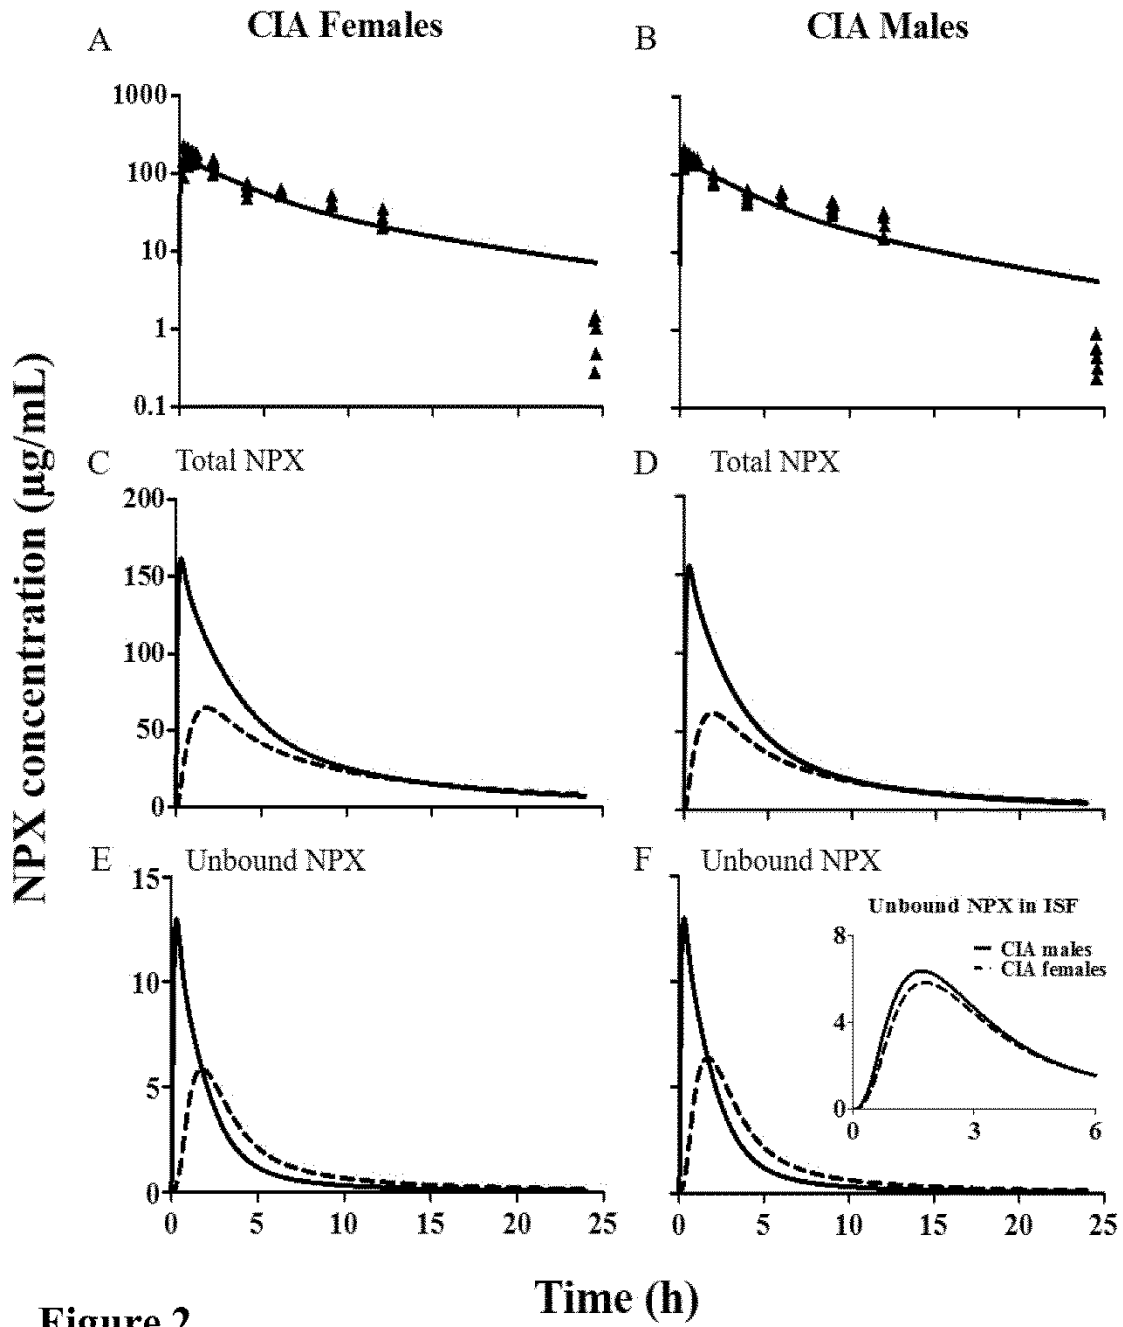 A
CIA Females
B
CIA Males
1000
100
10
1
0.1
NPX concentration (µg/mL)
C
Total NPX
D
Total NPX
200
150
100
50
0
E
Unbound NPX
F
Unbound NPX
15
10
5
0
Unbound NPX in ISF
8
4
0
CIA males
CIA females
0 3 6
0 5 10 15 20 25
0 5 10 15 20 25
Time (h)
Figure 2